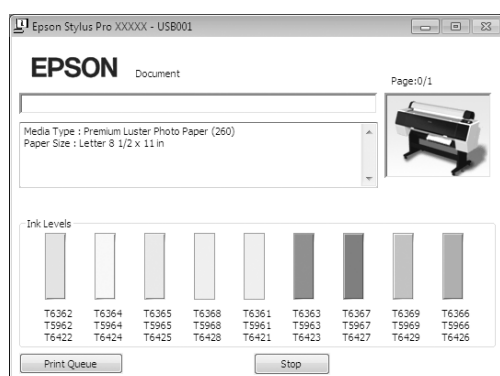 Epson Stylus Pro XXXXX - USB001
EPSON Document
Page:0/1
Media Type : Premium Luster Photo Paper (260)
Paper Size : Letter 8 1/2 x 11 in
Ink Levels
T6362 T6364 T6365 T6368 T6361 T6363 T6367 T6369 T6366
T5962 T5964 T5965 T5968 T5961 T5963 T5967 T5969 T5966
T6422 T6424 T6425 T6428 T6421 T6423 T6427 T6429 T6426
Print Queue Stop